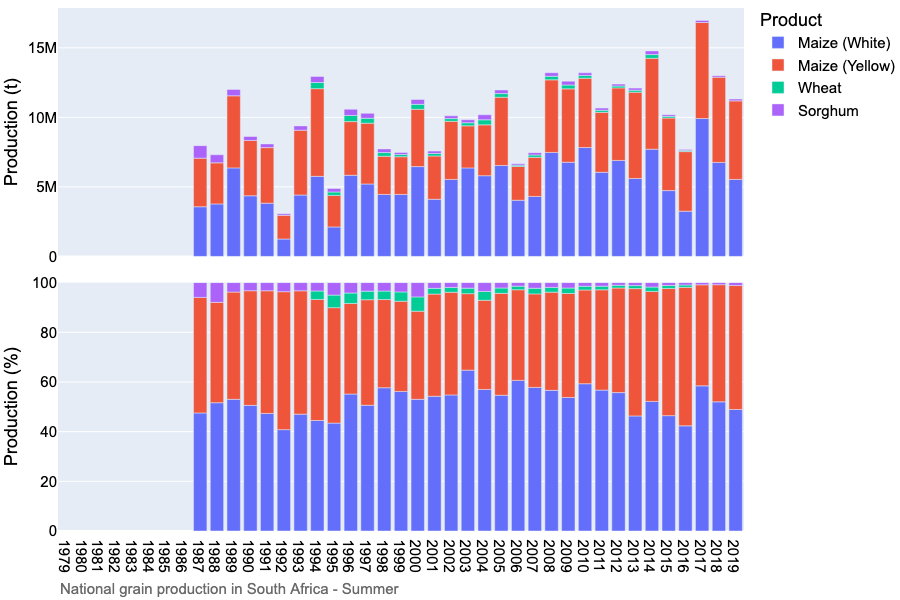 Product
Maize (White)
Maize (Yellow)
Wheat
Sorghum
Production (t)
15M
10M
5M
0
Production (%)
100
80
60
40
20
0
1979 1980 1981 1982 1983 1984 1985 1986 1987 1988 1989 1990 1991 1992 1993 1994 1995 1996 1997 1998 1999 2000 2001 2002 2003 2004 2005 2006 2007 2008 2009 2010 2011 2012 2013 2014 2015 2016 2017 2018 2019
National grain production in South Africa - Summer